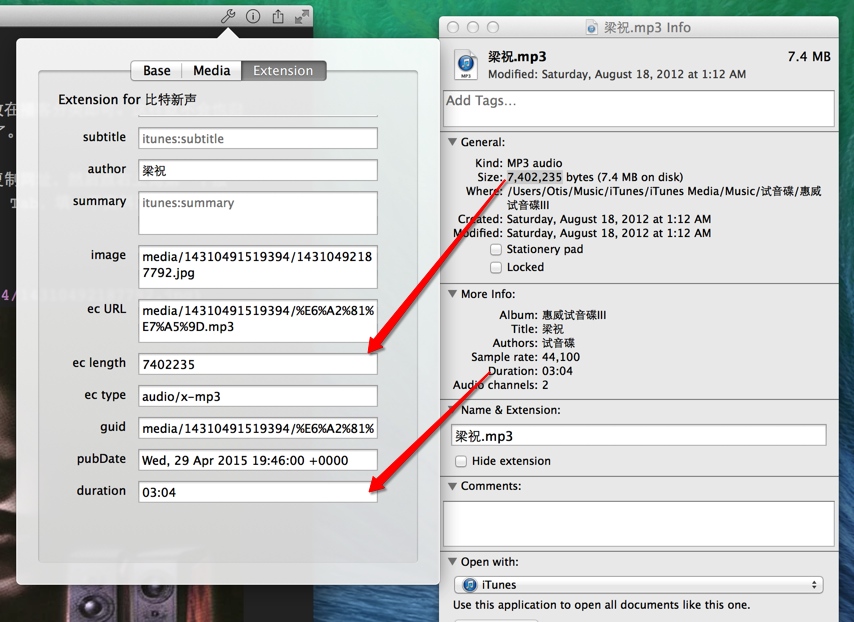 Base Media Extension
Extension for 比特新声
subtitle itunes:subtitle
author 梁祝
summary itunes:summary
image media/14310491519394/1431049218
7792.jpg
ec URL media/14310491519394/%E6%A2%81%
E7%A5%9D.mp3
ec length 7402235
ec type audio/x-mp3
guid media/14310491519394/%E6%A2%81%
pubDate Wed, 29 Apr 2015 19:46:00 +0000
duration 03:04
梁祝.mp3 Info
MP3
梁祝.mp3 7.4 MB
Modified: Saturday, August 18, 2012 at 1:12 AM
Add Tags...
General:
Kind: MP3 audio
Size: 7,402,235 bytes (7.4 MB on disk)
Where: /Users/Otis/Music/iTunes/iTunes Media/Music/试音碟/惠威
试音碟III
Created: Saturday, August 18, 2012 at 1:12 AM
Modified: Saturday, August 18, 2012 at 1:12 AM
Stationery pad
Locked
More Info:
Album: 惠威试音碟III
Title: 梁祝
Authors: 试音碟
Sample rate: 44,100
Duration: 03:04
Audio channels: 2
Name & Extension:
梁祝.mp3
Hide extension
Comments:
Open with:
iTunes
Use this application to open all documents like this one.